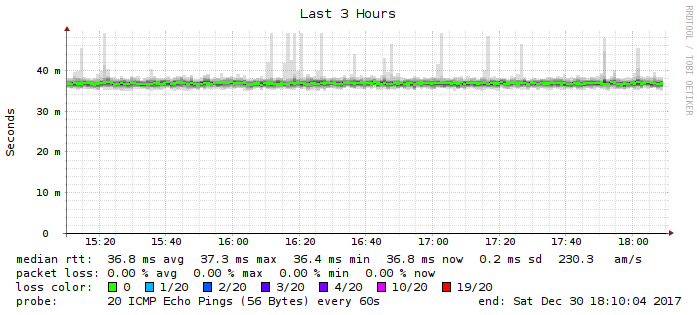 Last 3 Hours
RRDTOOL / TOBI OETIKER
Seconds
40 m
30 m
20 m
10 m
0
15:20 15:40 16:00 16:20 16:40 17:00 17:20 17:40 18:00
median rtt: 36.8 ms avg 37.3 ms max 36.4 ms min 36.8 ms now 0.2 ms sd 230.3 am/s
packet loss: 0.00 % avg 0.00 % max 0.00 % min 0.00 % now
loss color: 0 1/20 2/20 3/20 4/20 10/20 19/20
probe: 20 ICMP Echo Pings (56 Bytes) every 60s end: Sat Dec 30 18:10:04 2017